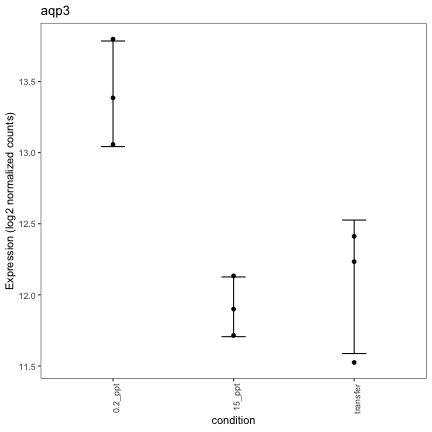 aqp3
Expression (log2 normalized counts)
13.5
13.0
12.5
12.0
11.5
0.2_ppt
15_ppt
transfer
condition